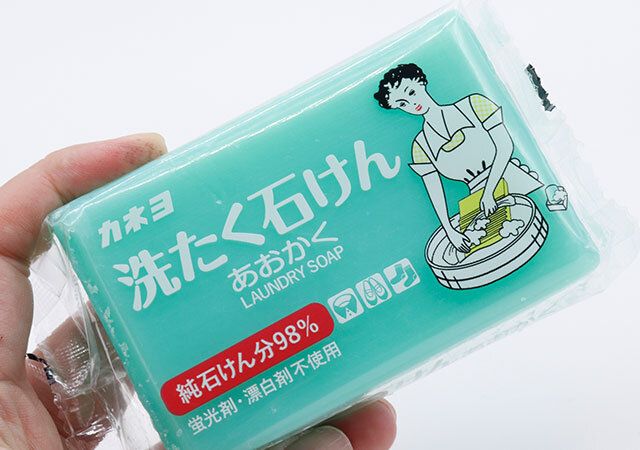 カネヨ
洗たく石けん
あおかく
LAUNDRY SOAP
純石けん分98%
蛍光剤・漂白剤不使用